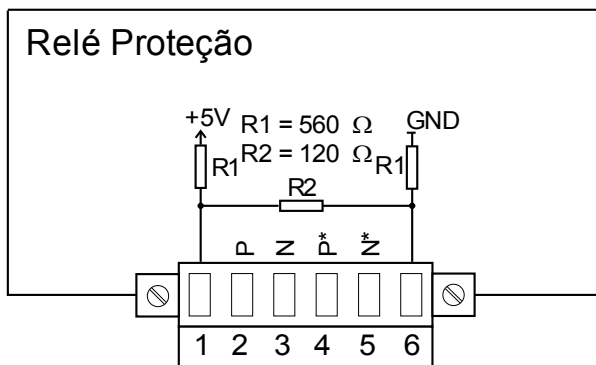 Relé Proteção
+5V R1 = 560 Ω GND
R2 = 120 Ω
R1 R1
R2
P N P* N*
1 2 3 4 5 6